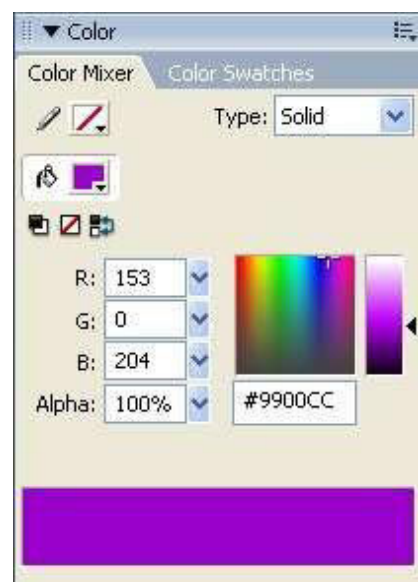 Color
Color Mixer Color Swatches
Type: Solid
R: 153
G: 0
B: 204
Alpha: 100% #9900CC